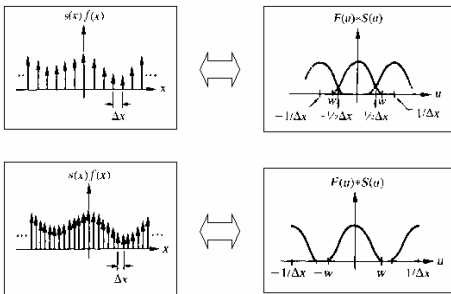 s(x)f(x)
F(u)*S(u)
... ...
x
Δx
-1/Δx -½Δx w ½Δx w 1/Δx
u
s(x)f(x)
F(u)*S(u)
... ...
x
Δx
-1/Δx -w w 1/Δx
u